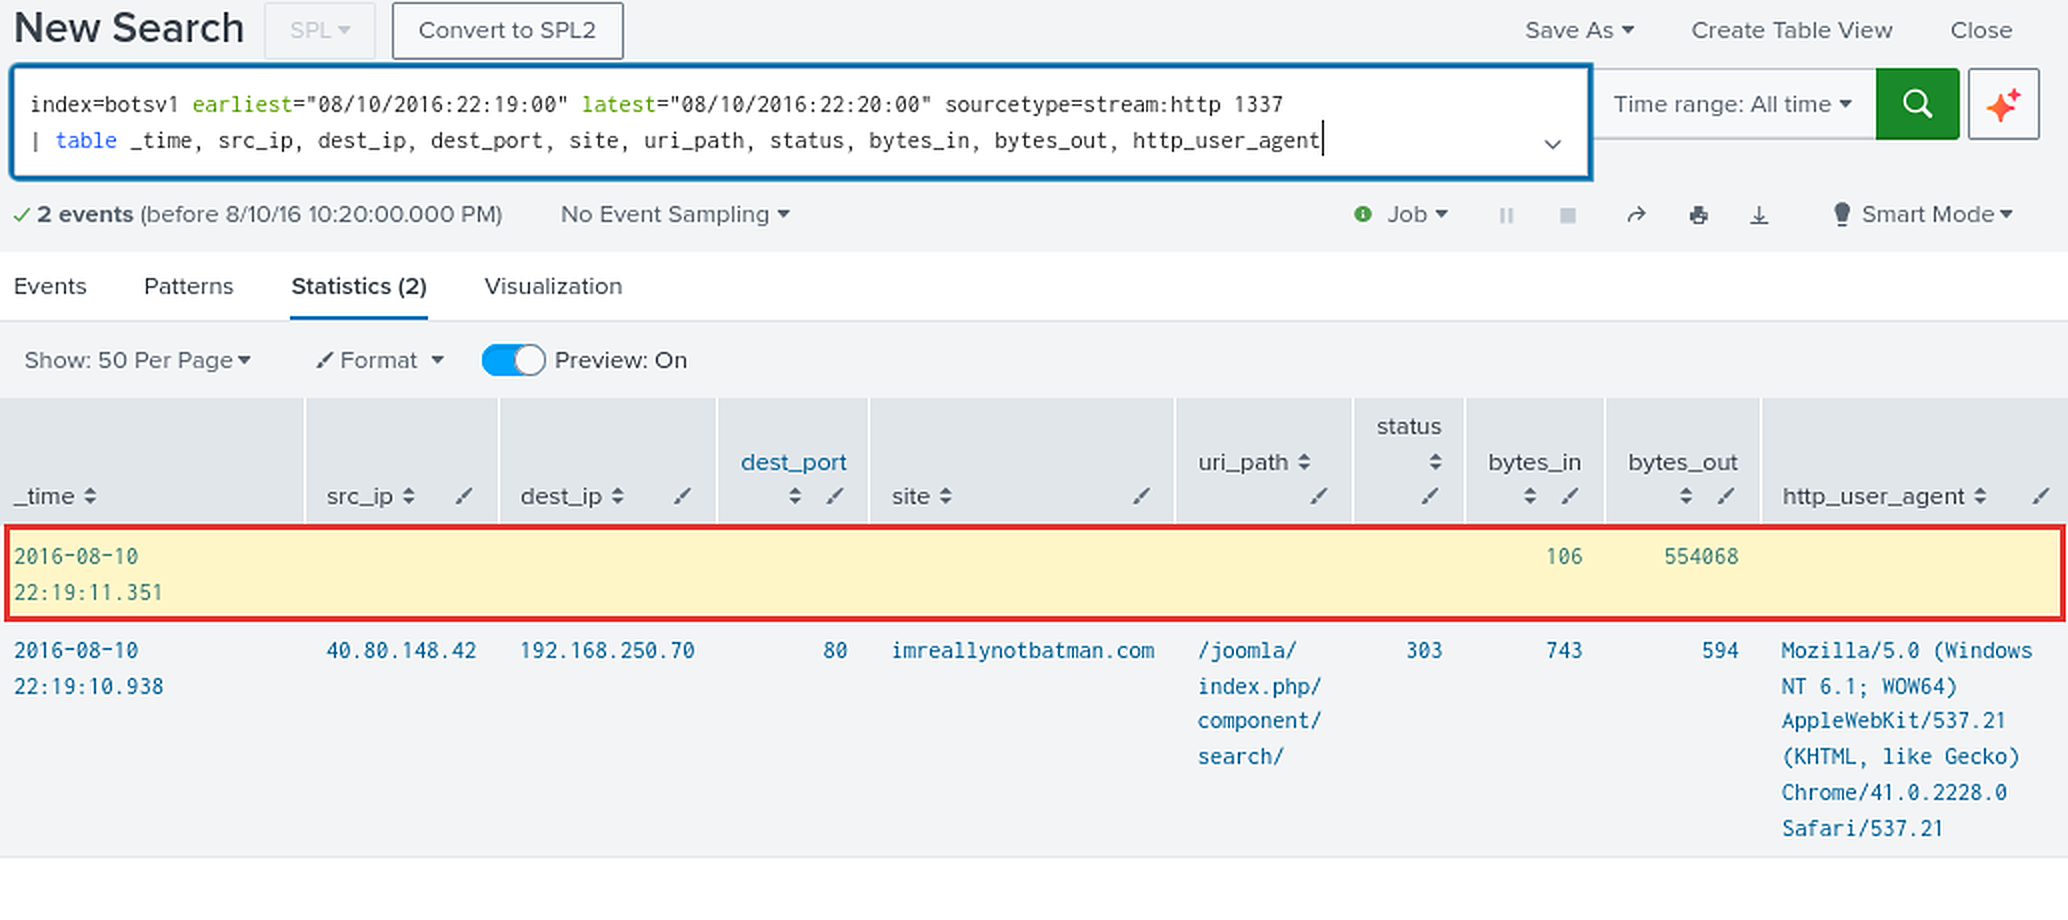 New Search SPL Convert to SPL2 Save As Create Table View Close
index=botsv1 earliest="08/10/2016:22:19:00" latest="08/10/2016:22:20:00" sourcetype=stream:http 1337
| table _time, src_ip, dest_ip, dest_port, site, uri_path, status, bytes_in, bytes_out, http_user_agent
Time range: All time
2 events (before 8/10/16 10:20:00.000 PM) No Event Sampling Job Smart Mode
Events Patterns Statistics (2) Visualization
Show: 50 Per Page Format Preview: On
_time src_ip dest_ip dest_port site uri_path status bytes_in bytes_out http_user_agent
2016-08-10 106 554068
22:19:11.351
2016-08-10 40.80.148.42 192.168.250.70 80 imreallynotbatman.com /joomla/ 303 743 594 Mozilla/5.0 (Windows
22:19:10.938 index.php/ NT 6.1; WOW64)
component/ AppleWebKit/537.21
search/ (KHTML, like Gecko)
Chrome/41.0.2228.0
Safari/537.21